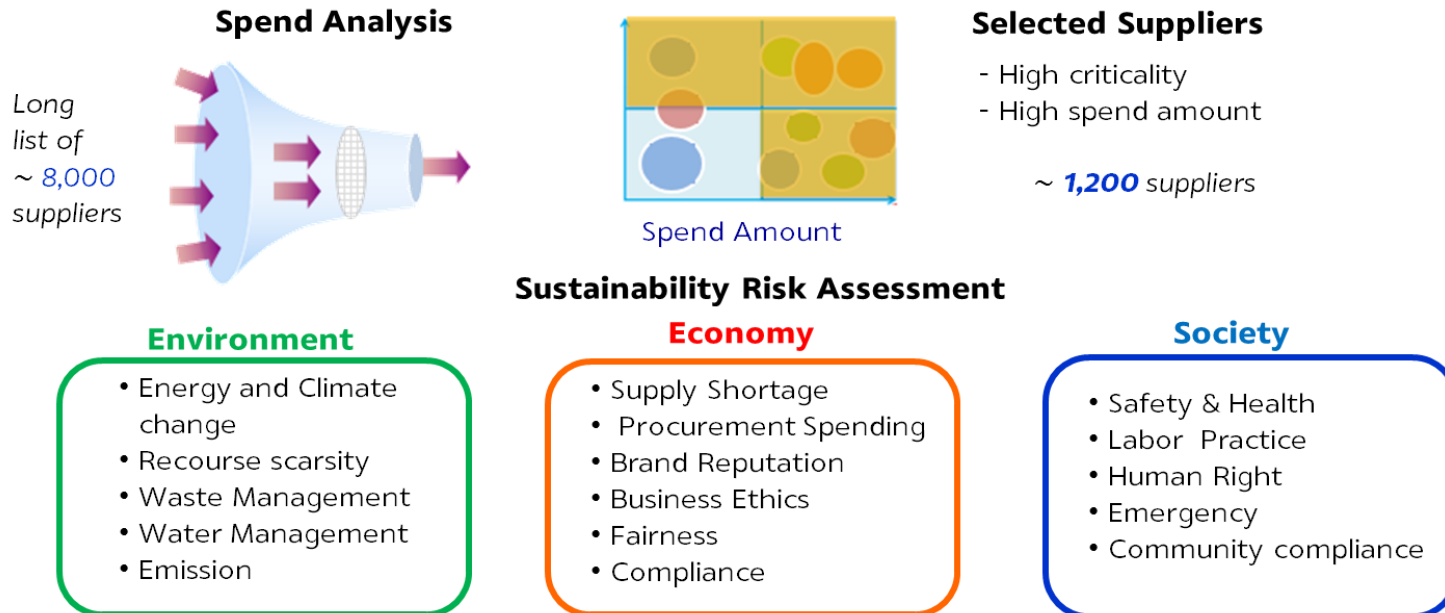 Spend Analysis
Long
list of
~ 8,000
suppliers
Spend Amount
Selected Suppliers
- High criticality
- High spend amount
~ 1,200 suppliers
Sustainability Risk Assessment
Environment
• Energy and Climate
change
• Recourse scarsity
• Waste Management
• Water Management
• Emission
Economy
• Supply Shortage
• Procurement Spending
• Brand Reputation
• Business Ethics
• Fairness
• Compliance
Society
• Safety & Health
• Labor Practice
• Human Right
• Emergency
• Community compliance